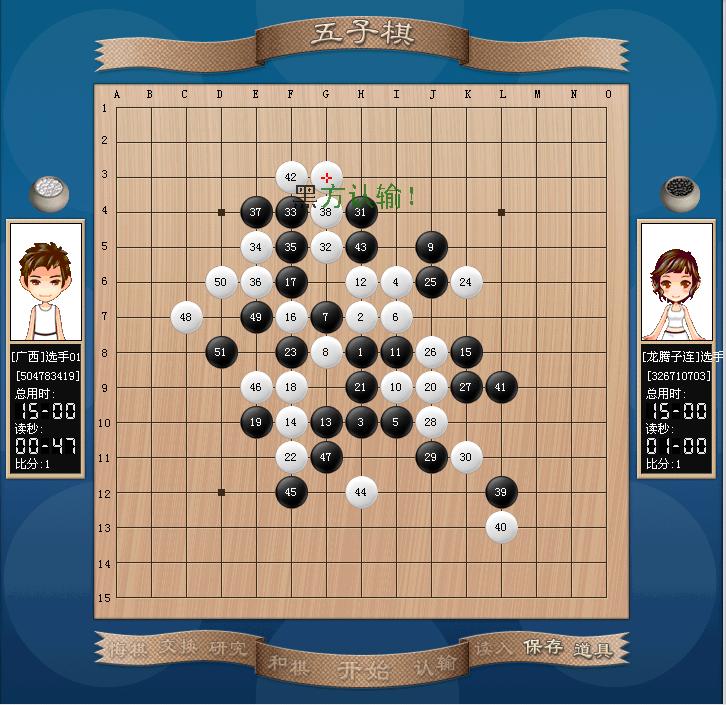 五子棋
A B C D E F G H I J K L M N O
1
2
3 42
黑方认输!
4 37 33 38 31
5 34 35 32 43 9
6 50 36 17 12 4 25 24
7 48 49 16 7 2 6
8 51 23 8 1 11 26 15
9 46 18 21 10 20 27 41
10 19 14 13 3 5 28
11 22 47 29 30
12 45 44 39
13 40
14
15
[广西]选手01
[504783419]
总用时:
15-00
读秒:
00-47
比分:1
[龙腾子连]选手
[326710703]
总用时:
15-00
读秒:
01-00
比分:1
悔棋 交换 研究 和棋 开始 认输 读入 保存 道具